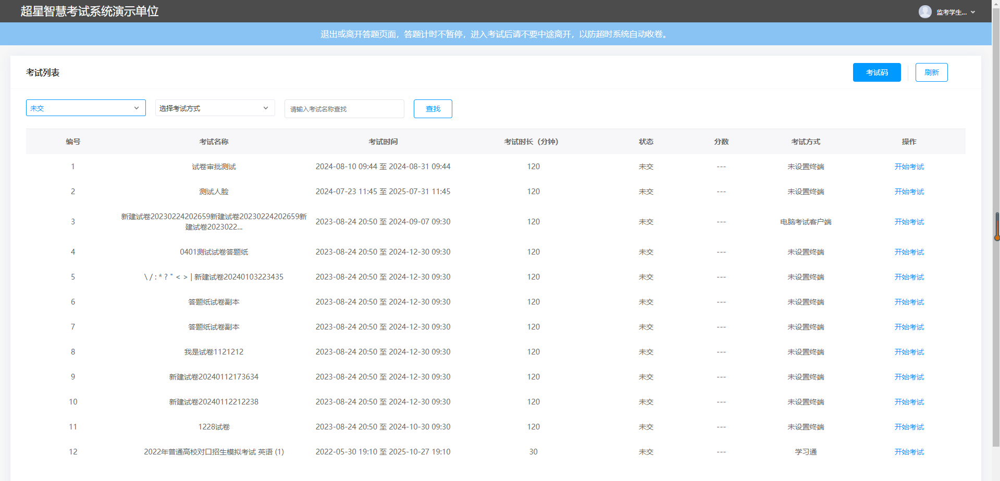 超星智慧考试系统演示单位
监考学生...
退出或离开答题页面，答题计时不暂停，进入考试后请不要中途离开，以防超时系统自动收卷。
考试列表
考试码
刷新
未交
选择考试方式
请输入考试名称查找
查找
编号 考试名称 考试时间 考试时长（分钟） 状态 分数 考试方式 操作
1 试卷审批测试 2024-08-10 09:44 至 2024-08-31 09:44 120 未交 --- 未设置终端 开始考试
2 测试人脸 2024-07-23 11:45 至 2025-07-31 11:45 120 未交 --- 未设置终端 开始考试
3 新建试卷20230224202659新建试卷20230224202659新
建试卷2023022... 2023-08-24 20:50 至 2024-09-07 09:30 120 未交 --- 电脑考试客户端 开始考试
4 0401测试试卷答题纸 2023-08-24 20:50 至 2024-12-30 09:30 120 未交 --- 未设置终端 开始考试
5 \ / : * ? " < > | 新建试卷20240103223435 2023-08-24 20:50 至 2024-12-30 09:30 120 未交 --- 未设置终端 开始考试
6 答题纸试卷副本 2023-08-24 20:50 至 2024-12-30 09:30 120 未交 --- 未设置终端 开始考试
7 答题纸试卷副本 2023-08-24 20:50 至 2024-12-30 09:30 120 未交 --- 未设置终端 开始考试
8 我是试卷1121212 2023-08-24 20:50 至 2024-12-30 09:30 120 未交 --- 未设置终端 开始考试
9 新建试卷20240112173634 2023-08-24 20:50 至 2024-12-30 09:30 120 未交 --- 未设置终端 开始考试
10 新建试卷20240112212238 2023-08-24 20:50 至 2024-12-30 09:30 120 未交 --- 未设置终端 开始考试
11 1228试卷 2023-08-24 20:50 至 2024-10-30 09:30 120 未交 --- 未设置终端 开始考试
12 2022年普通高校对口招生模拟考试 英语 (1) 2022-05-30 19:10 至 2025-10-27 19:10 30 未交 --- 学习通 开始考试